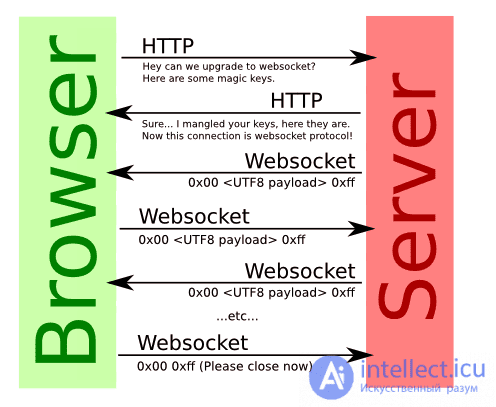 Browser
Server
HTTP
Hey can we upgrade to websocket?
Here are some magic keys.
HTTP
Sure... I mangled your keys, here they are.
Now this connection is websocket protocol!
Websocket
0x00 <UTF8 payload> 0xff
Websocket
0x00 <UTF8 payload> 0xff
Websocket
0x00 <UTF8 payload> 0xff
...etc...
Websocket
0x00 0xff (Please close now)
Ai intellect.icu
Искусственный разум